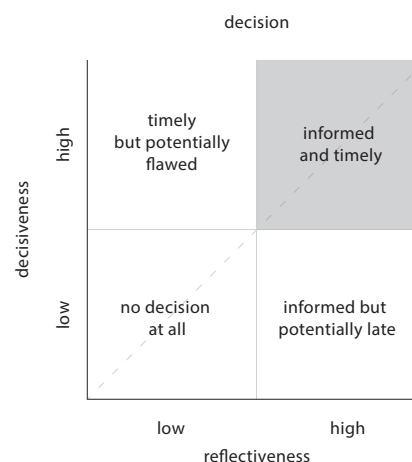 decision
high
timely
but potentially
flawed
informed
and timely
decisiveness
low
no decision
at all
informed but
potentially late
low
high
reflectiveness